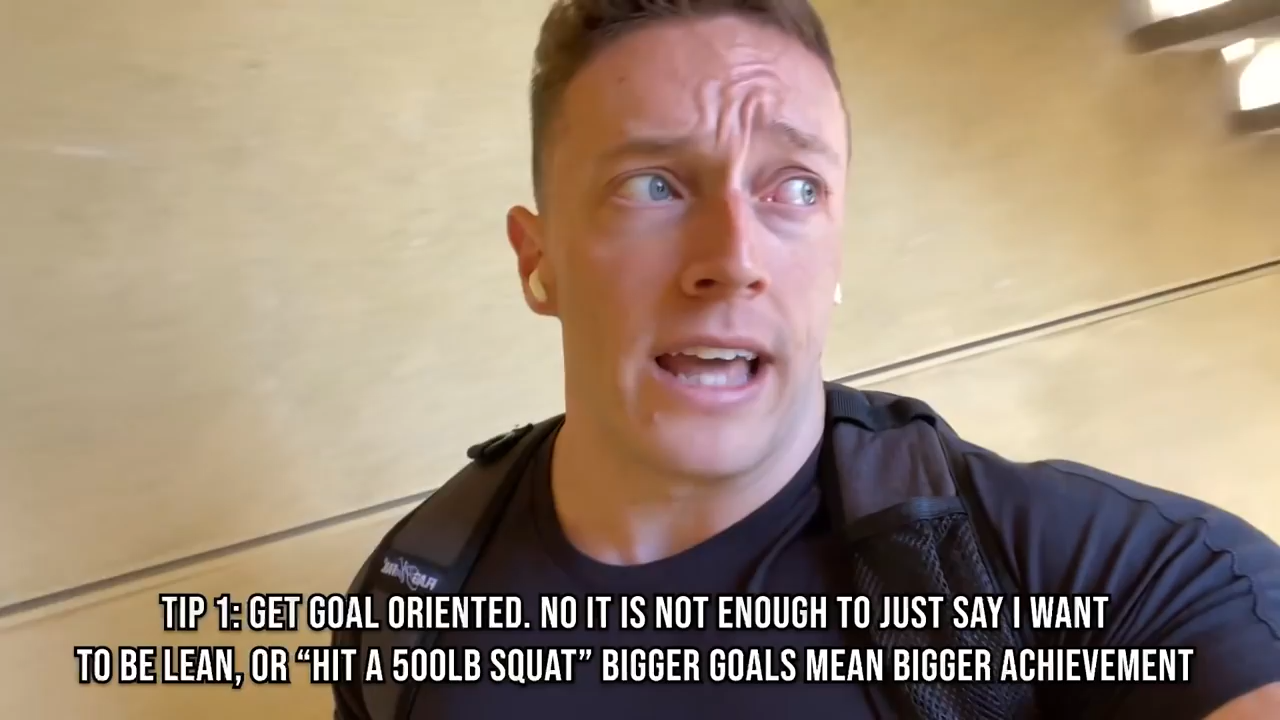 TIP 1: GET GOAL ORIENTED. NO IT IS NOT ENOUGH TO JUST SAY I WANT
TO BE LEAN, OR “HIT A 500LB SQUAT” BIGGER GOALS MEAN BIGGER ACHIEVEMENT